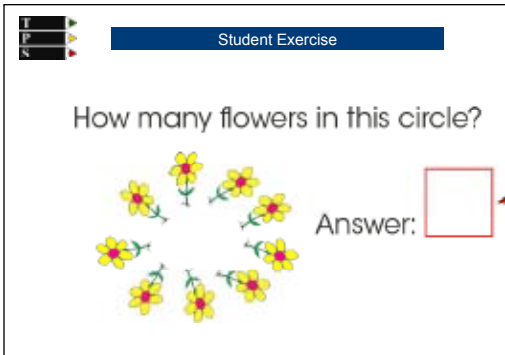 T
P
S
Student Exercise
How many flowers in this circle?
Answer: